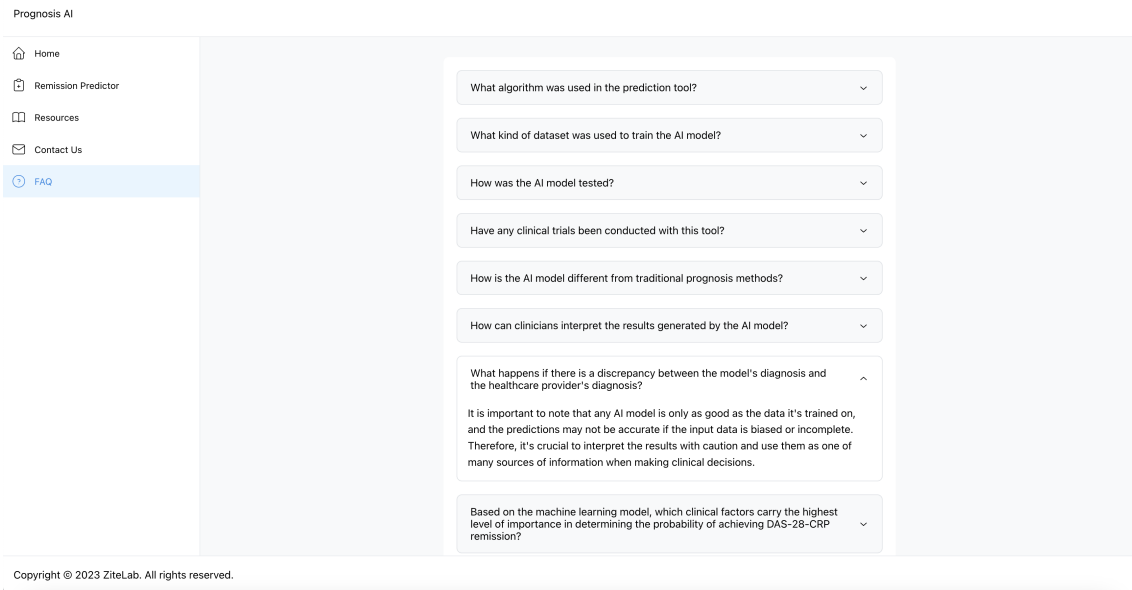 Prognosis AI
Home
Remission Predictor
Resources
Contact Us
FAQ
What algorithm was used in the prediction tool?
What kind of dataset was used to train the AI model?
How was the AI model tested?
Have any clinical trials been conducted with this tool?
How is the AI model different from traditional prognosis methods?
How can clinicians interpret the results generated by the AI model?
What happens if there is a discrepancy between the model's diagnosis and
the healthcare provider's diagnosis?
It is important to note that any AI model is only as good as the data it's trained on,
and the predictions may not be accurate if the input data is biased or incomplete.
Therefore, it's crucial to interpret the results with caution and use them as one of
many sources of information when making clinical decisions.
Based on the machine learning model, which clinical factors carry the highest
level of importance in determining the probability of achieving DAS-28-CRP
remission?
Copyright © 2023 ZiteLab. All rights reserved.